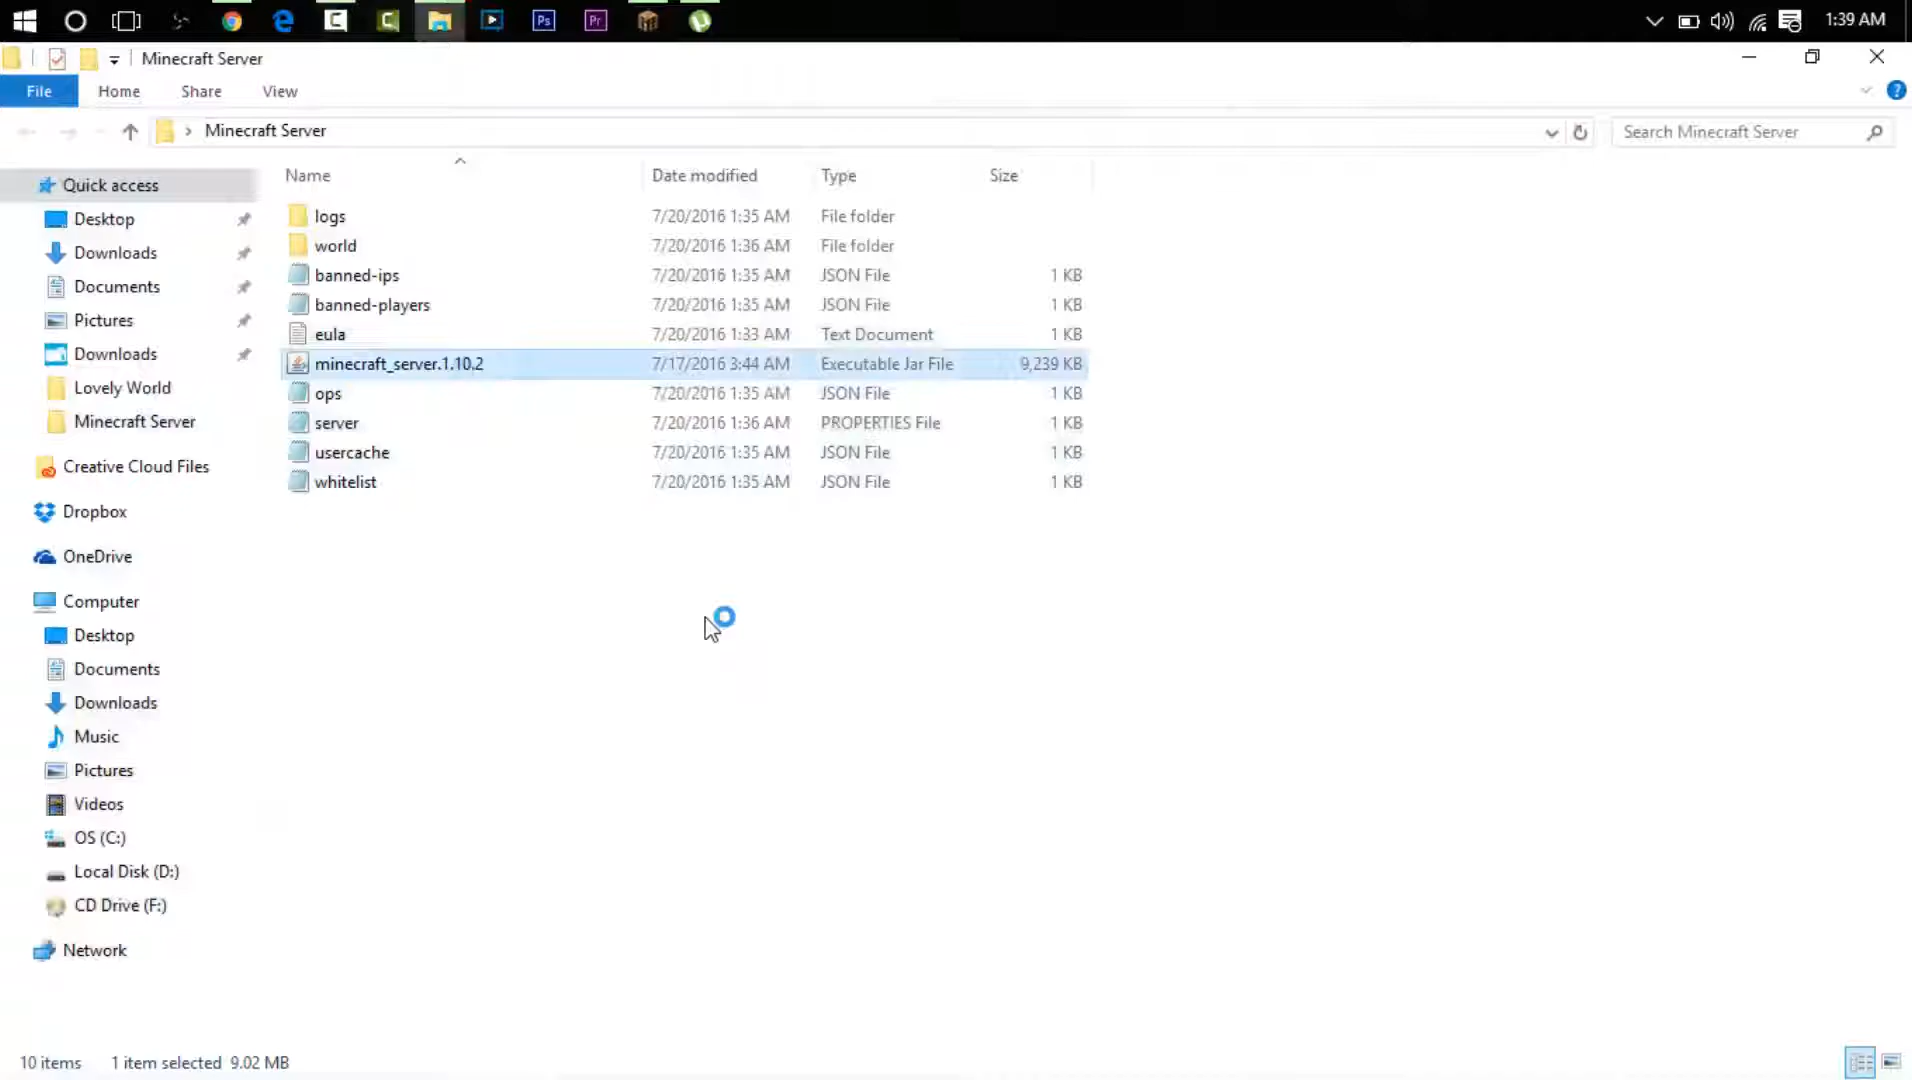 Ps
Pr
1:39 AM
Minecraft Server
File
Home
Share
View
?
Minecraft Server
Search Minecraft Server
Name
Date modified
Type
Size
Quick access
Desktop
Downloads
Documents
Pictures
Downloads
Lovely World
Minecraft Server
Creative Cloud Files
Dropbox
OneDrive
Computer
Desktop
Documents
Downloads
Music
Pictures
Videos
OS (C:)
Local Disk (D:)
CD Drive (F:)
Network
logs 7/20/2016 1:35 AM File folder
world 7/20/2016 1:36 AM File folder
banned-ips 7/20/2016 1:35 AM JSON File 1 KB
banned-players 7/20/2016 1:35 AM JSON File 1 KB
eula 7/20/2016 1:33 AM Text Document 1 KB
minecraft_server.1.10.2 7/17/2016 3:44 AM Executable Jar File 9,239 KB
ops 7/20/2016 1:35 AM JSON File 1 KB
server 7/20/2016 1:36 AM PROPERTIES File 1 KB
usercache 7/20/2016 1:35 AM JSON File 1 KB
whitelist 7/20/2016 1:35 AM JSON File 1 KB
10 items 1 item selected 9.02 MB